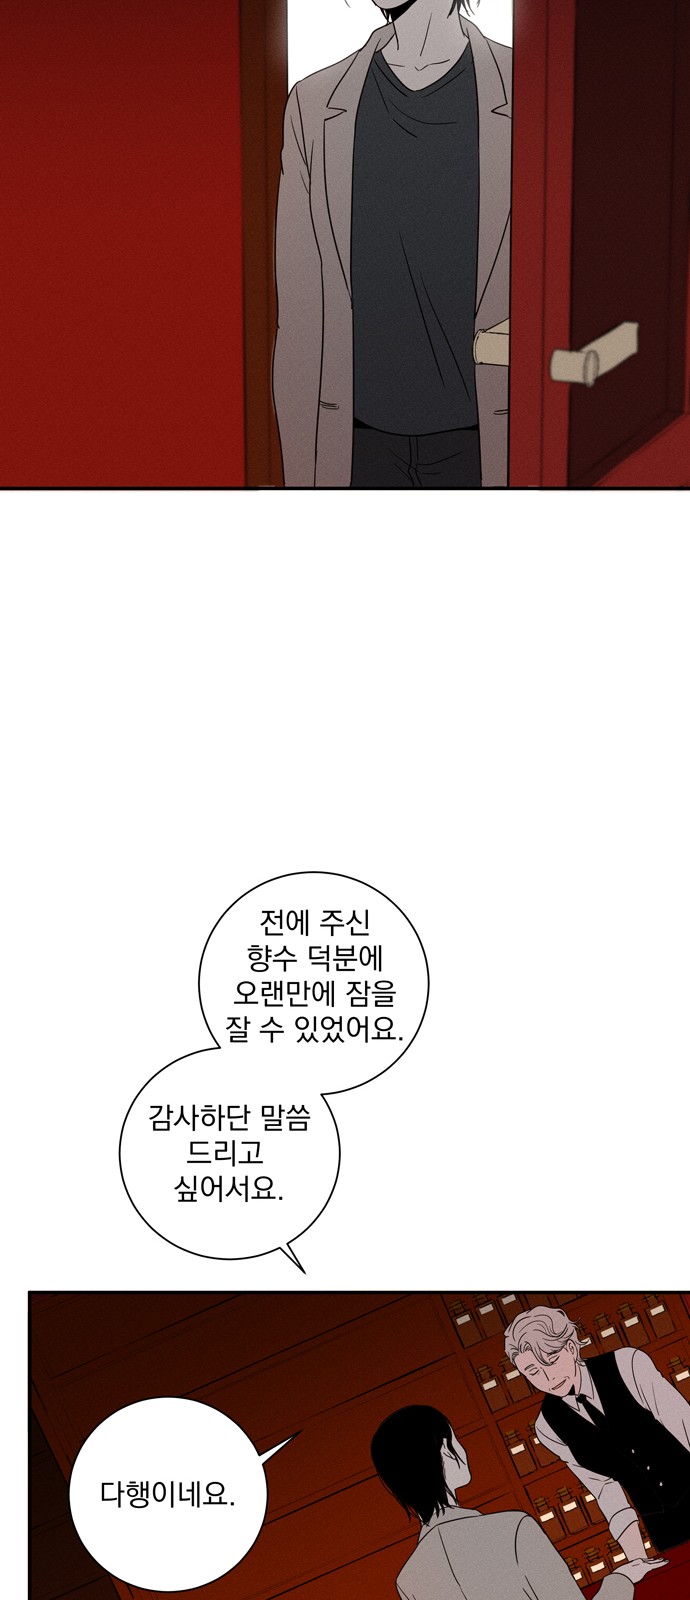 전에 주신
향수 덕분에
오랜만에 잠을
잘 수 있었어요.
감사하단 말씀
드리고
싶어서요.
다행이네요.